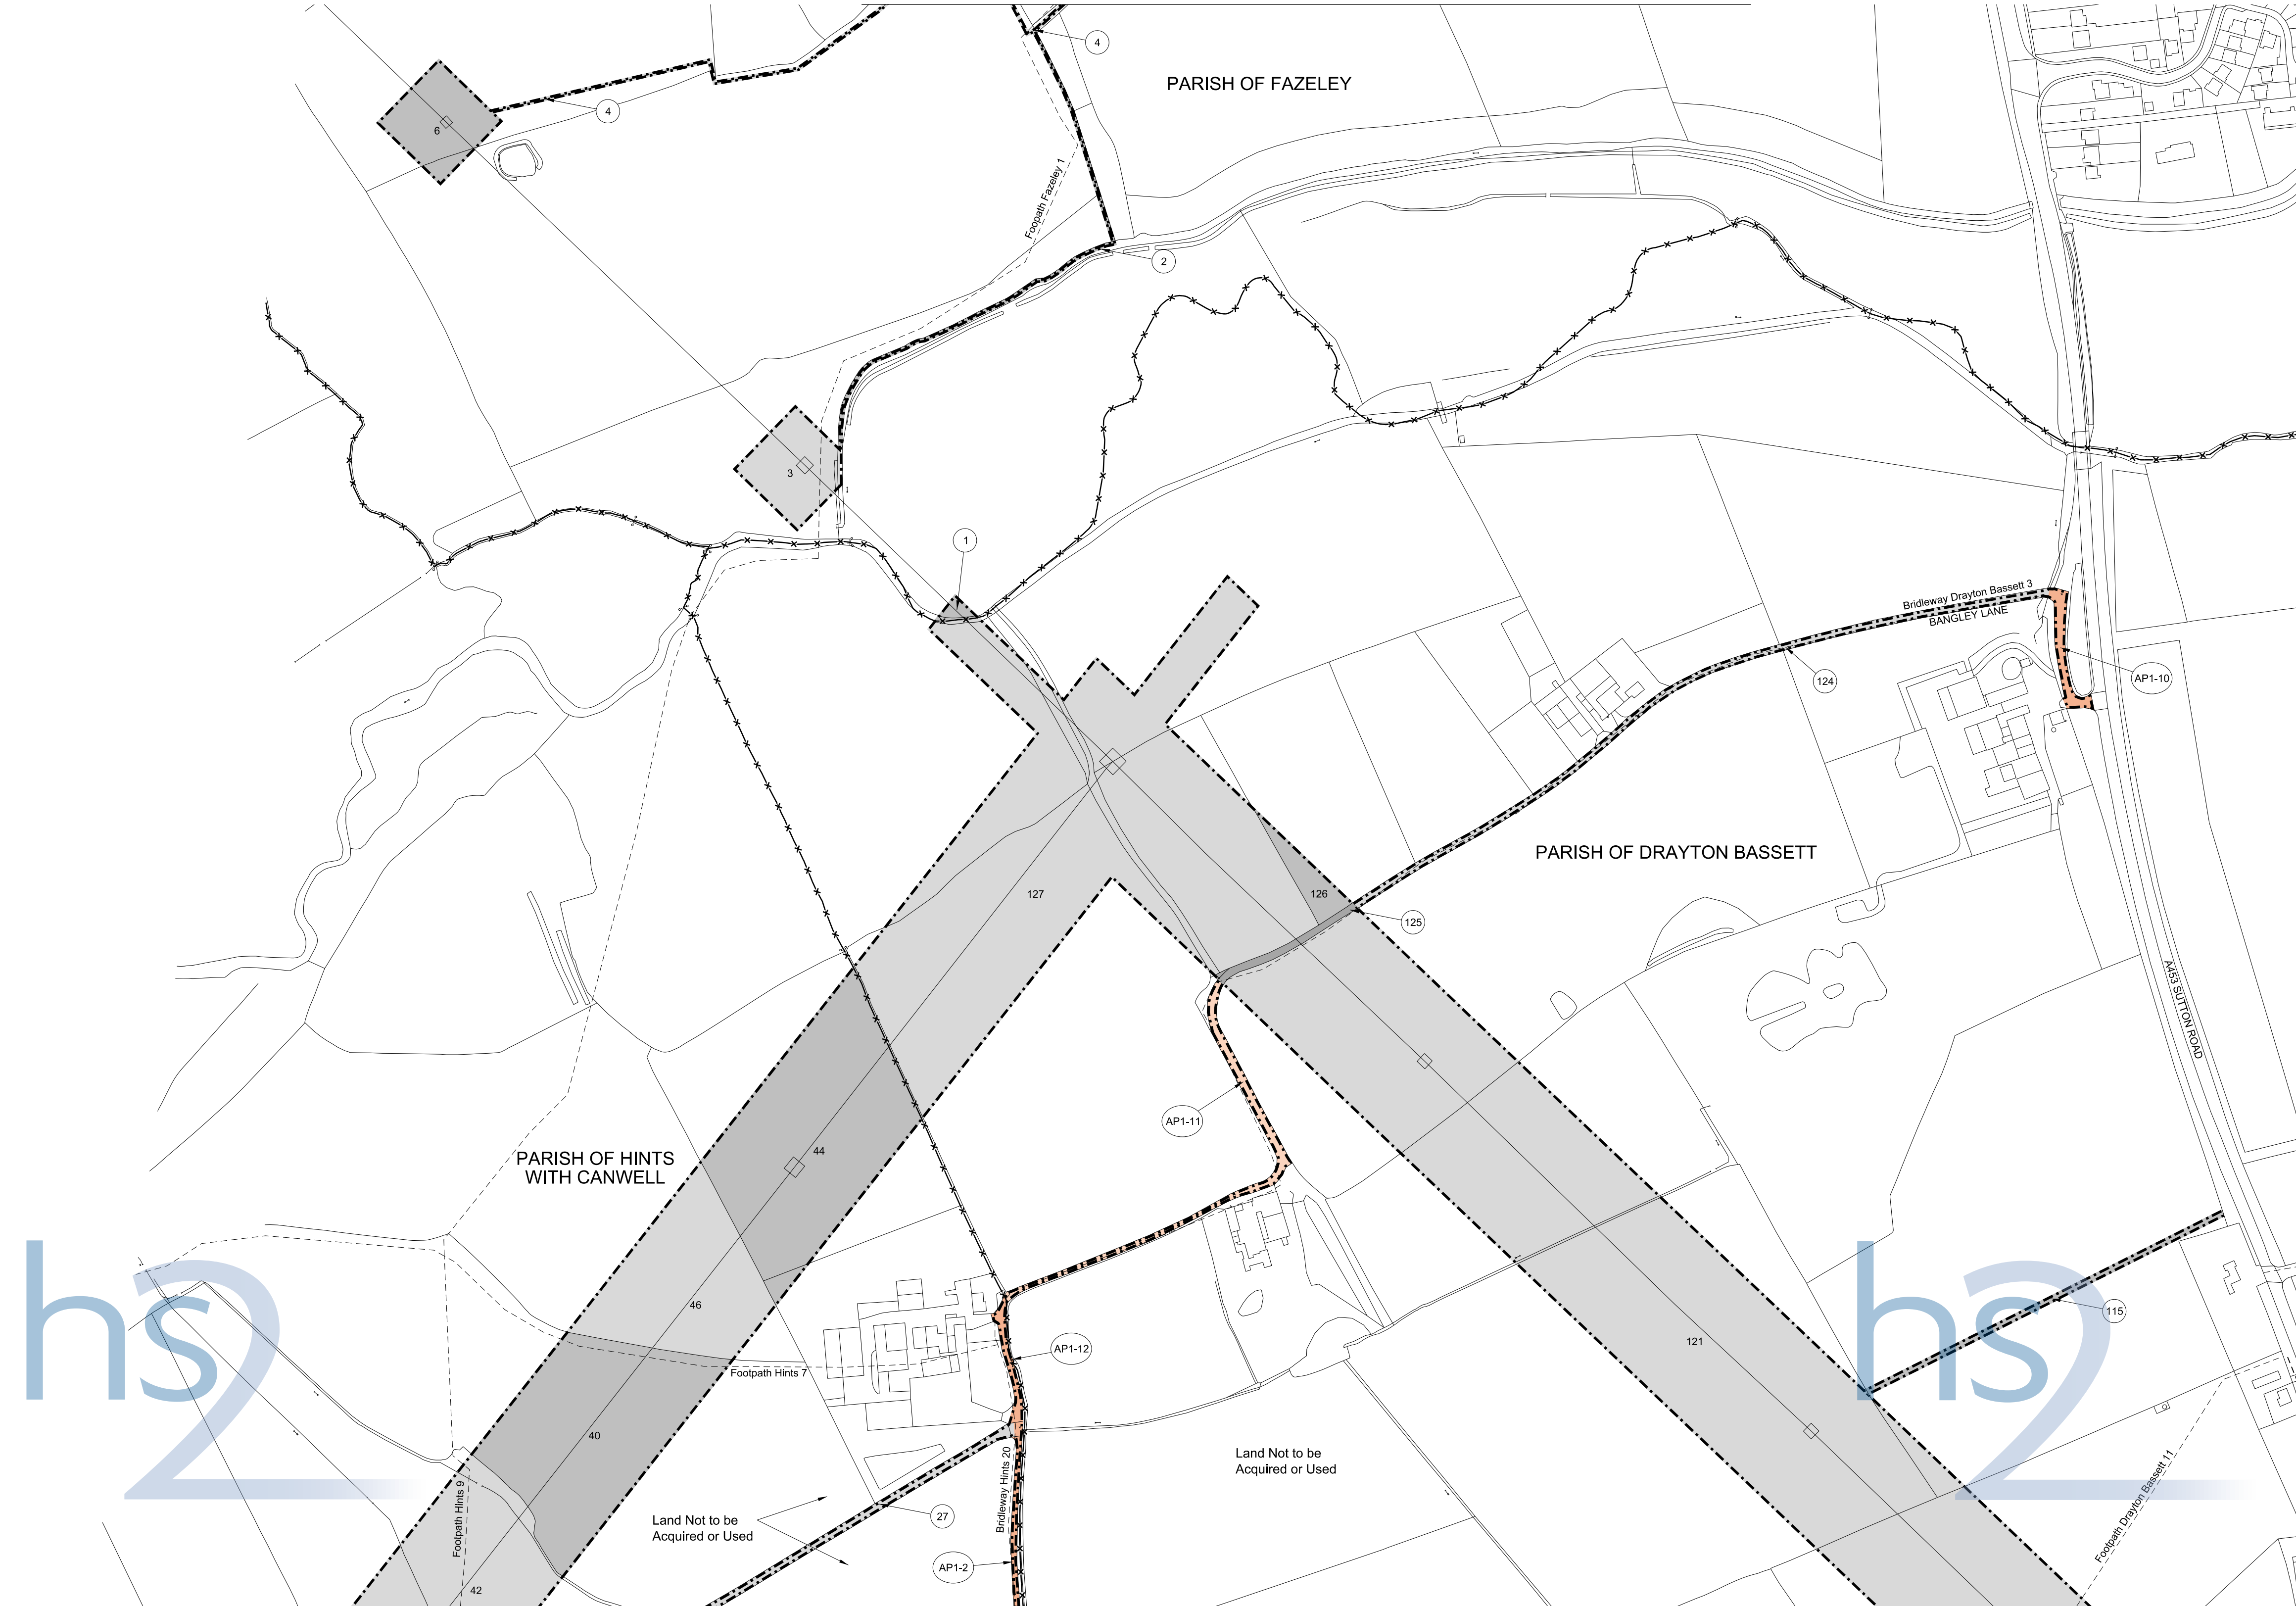 4
PARISH OF FAZELEY
6
4
Foopath Fazeley 1
2
3
1
Bridleway Drayton Bassett 3
BANGLEY LANE
124
AP1-10
PARISH OF DRAYTON BASSETT
127
126
125
A453 SUTTON ROAD
AP1-11
44
PARISH OF HINTS
WITH CANWELL
46
hs2
hs2
115
121
AP1-12
Footpath Hints 7
40
Land Not to be
Acquired or Used
Bridleway Hints 20
Footpath Hints 9
Footpath Drayton Bassett 11
Land Not to be
Acquired or Used
27
AP1-2
42